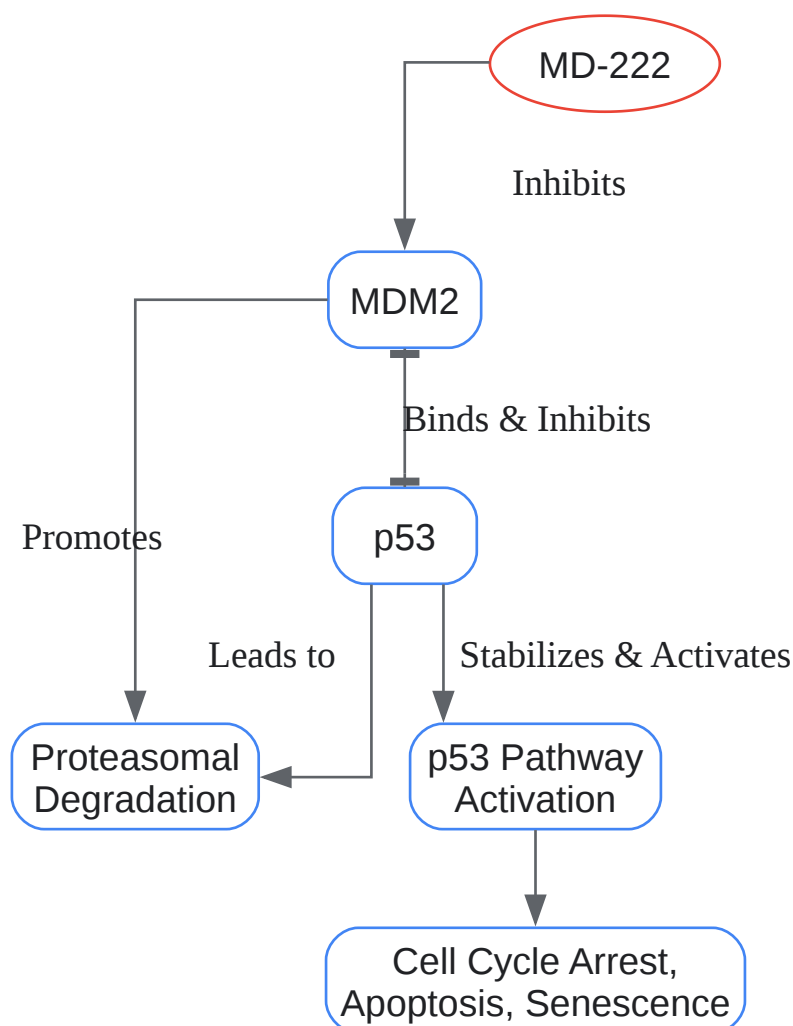 MD-222
Inhibits
MDM2
Binds & Inhibits
Promotes
p53
Leads to
Stabilizes & Activates
Proteasomal
Degradation
p53 Pathway
Activation
Cell Cycle Arrest,
Apoptosis, Senescence